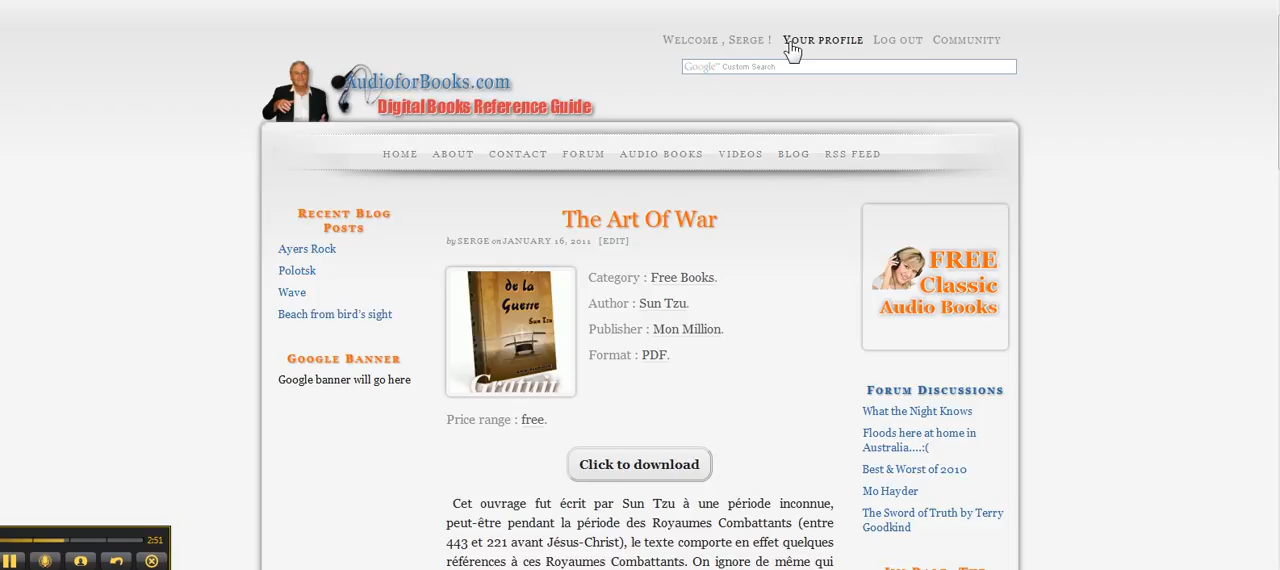 WELCOME , SERGE ! YOUR PROFILE LOG OUT COMMUNITY
Google™ Custom Search
AudioforBooks.com
Digital Books Reference Guide
HOME ABOUT CONTACT FORUM AUDIO BOOKS VIDEOS BLOG RSS FEED
RECENT BLOG
POSTS
Ayers Rock
Polotsk
Wave
Beach from bird's sight
GOOGLE BANNER
Google banner will go here
The Art Of War
by SERGE on JANUARY 16, 2011 [EDIT]
de la
Guerre
Sun Tzu
Gratuit
Category : Free Books.
Author : Sun Tzu.
Publisher : Mon Million.
Format : PDF.
Price range : free.
Click to download
Cet ouvrage fut écrit par Sun Tzu à une période inconnue,
peut-être pendant la période des Royaumes Combattants (entre
443 et 221 avant Jésus-Christ), le texte comporte en effet quelques
références à ces Royaumes Combattants. On ignore de même qui
FREE
Classic
Audio Books
FORUM DISCUSSIONS
What the Night Knows
Floods here at home in
Australia....:(
Best & Worst of 2010
Mo Hayder
The Sword of Truth by Terry
Goodkind
2:51